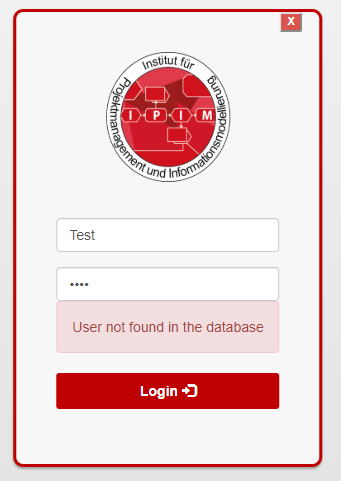 X
Institut für
Projektmanagement und Informationsmodellierung
I P I M
Test
••••
User not found in the database
Login